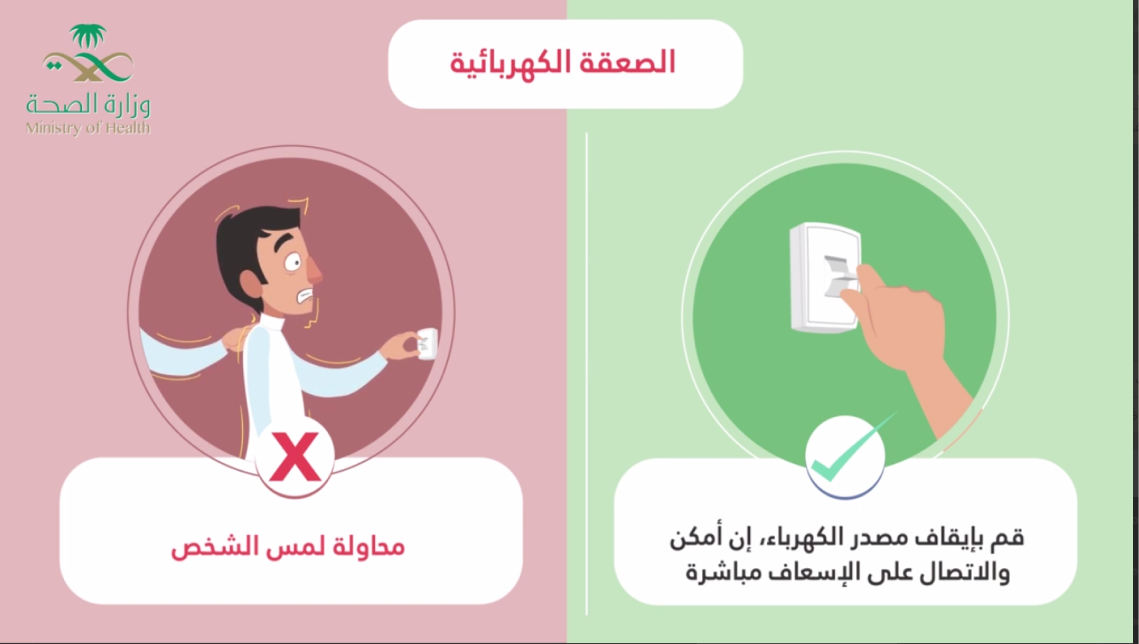 وزارة الصحة
Ministry of Health
الصعقة الكهربائية
قم بإيقاف مصدر الكهرباء، إن أمكن
والاتصال على الإسعاف مباشرة
محاولة لمس الشخص